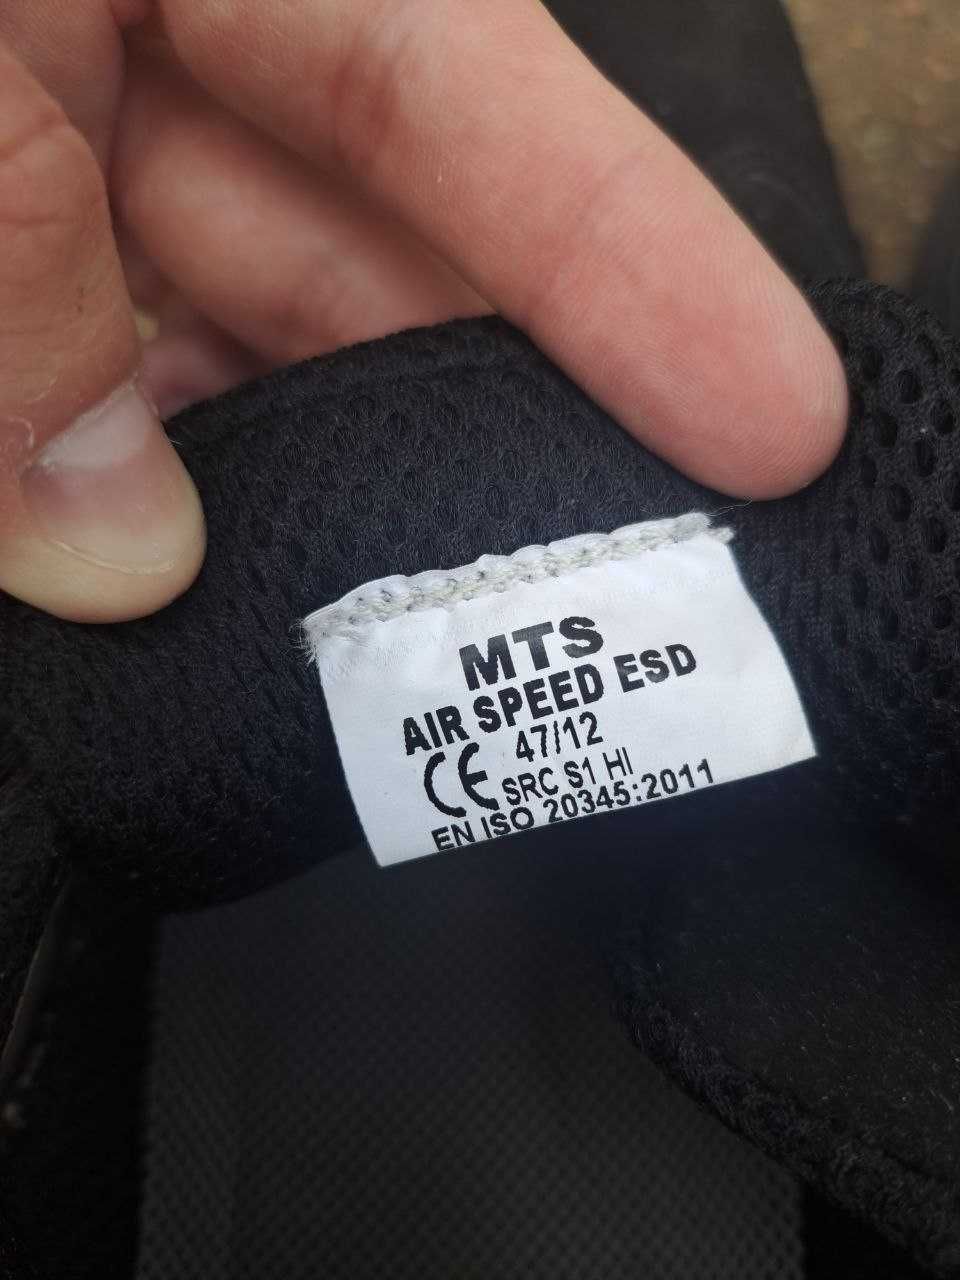 MTS
AIR SPEED ESD
CE 47/12
SRC S1 HI
EN ISO 20345:2011